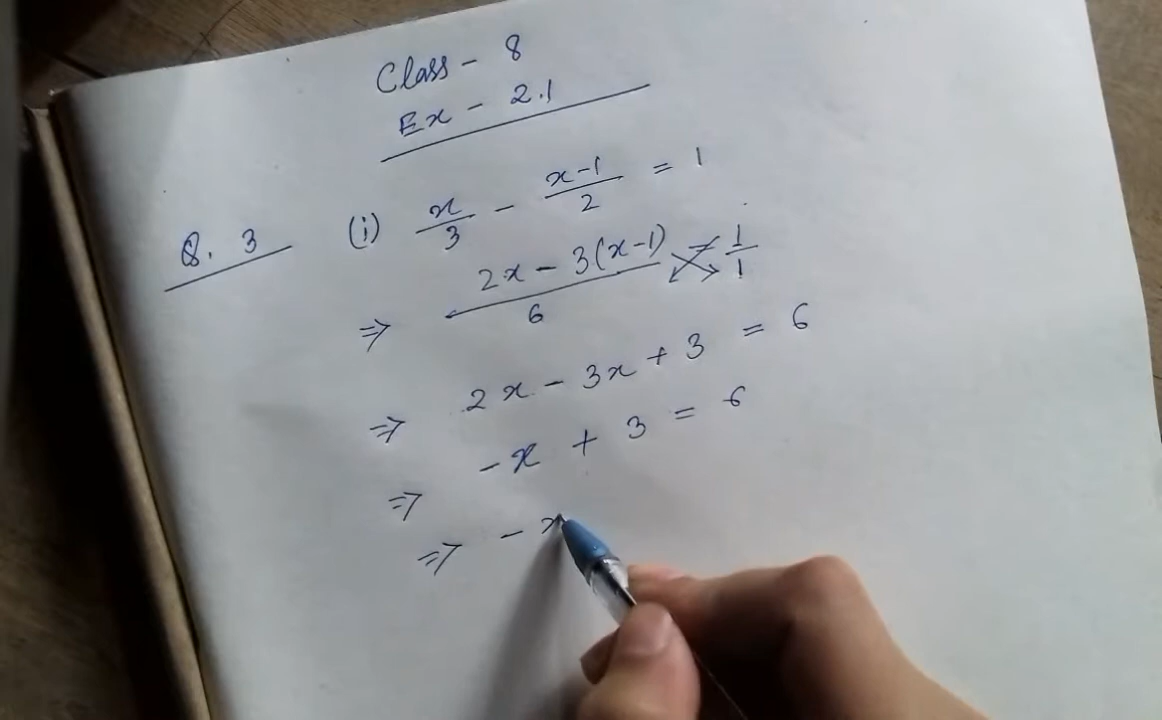 Class - 8
Ex - 2.1
Q. 3 (i) x/3 - (x-1)/2 = 1
⇒ (2x - 3(x-1))/6 = 1/1
⇒ 2x - 3x + 3 = 6
⇒ -x + 3 = 6
⇒ - x